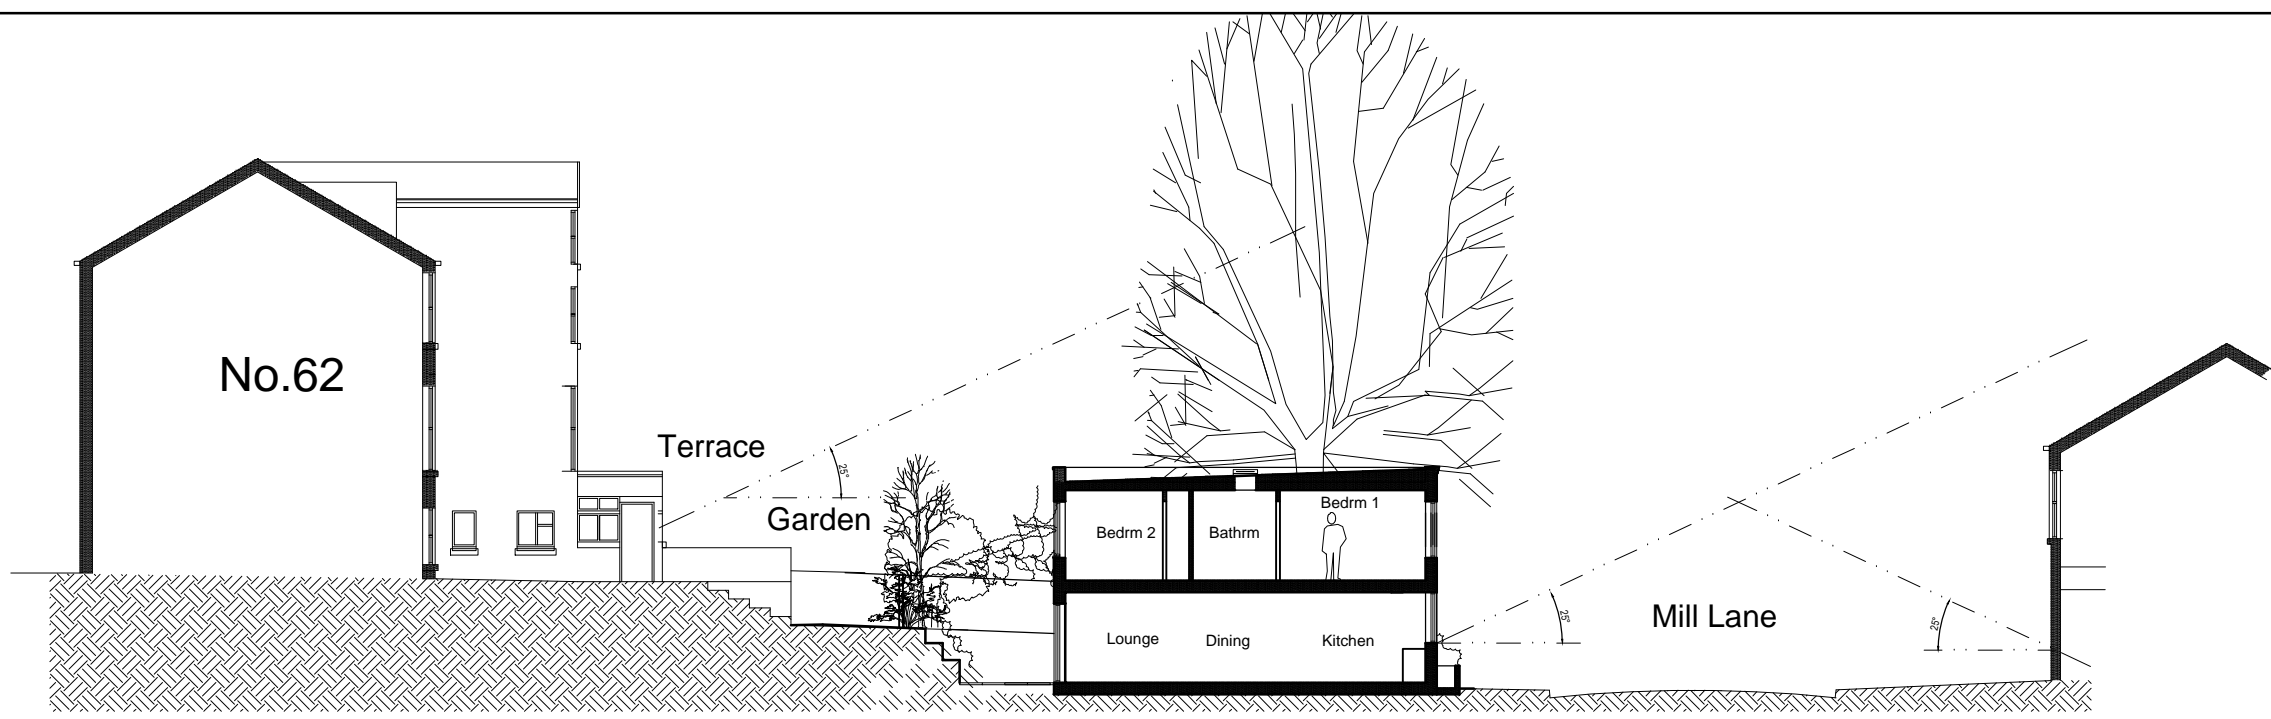 No.62
Terrace
25°
Garden
Bedrm 1
Bedrm 2
Bathrm
Lounge
Dining
Kitchen
25°
Mill Lane
25°